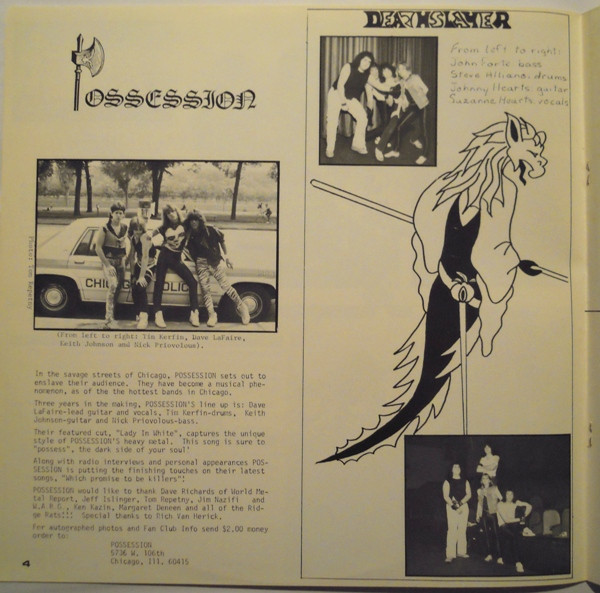 POSSESSION
CHICAGO POLICE
(From left to right: Tim Kerfin, Dave LaFaire,
Keith Johnson and Nick Priovolous).
In the savage streets of Chicago, POSSESSION sets out to
enslave their audience. They have become a musical phe-
nomenon, as of the the hottest bands in Chicago.
Three years in the making, POSSESSION'S line up is: Dave
LaFaire-lead guitar and vocals, Tim Kerfin-drums, Keith
Johnson-guitar and Nick Priovolous-bass.
Their featured cut, "Lady In White", captures the unique
style of POSSESSION'S heavy metal. This song is sure to
"possess", the dark side of your soul!
Along with radio interviews and personal appearances POS-
SESSION is putting the finishing touches on their latest
songs, "Which promise to be killers"!
POSSESSION would like to thank Dave Richards of World Me-
tal Report, Jeff Islinger, Tom Repetny, Jim Nazifi and
W.A.R.G., Ken Kazin, Margaret Deneen and all of the Rid-
ge Rats!!! Special thanks to Rich Van Herick.
For autographed photos and Fan Club Info send $2.00 money
order to:
POSSESSION
5736 W. 106th
Chicago, Ill. 60415
4
DEATHSLAYER
From left to right:
John : bass
Steve : drums
Johnny Hearts: guitar
Suzanne Hearts: vocals